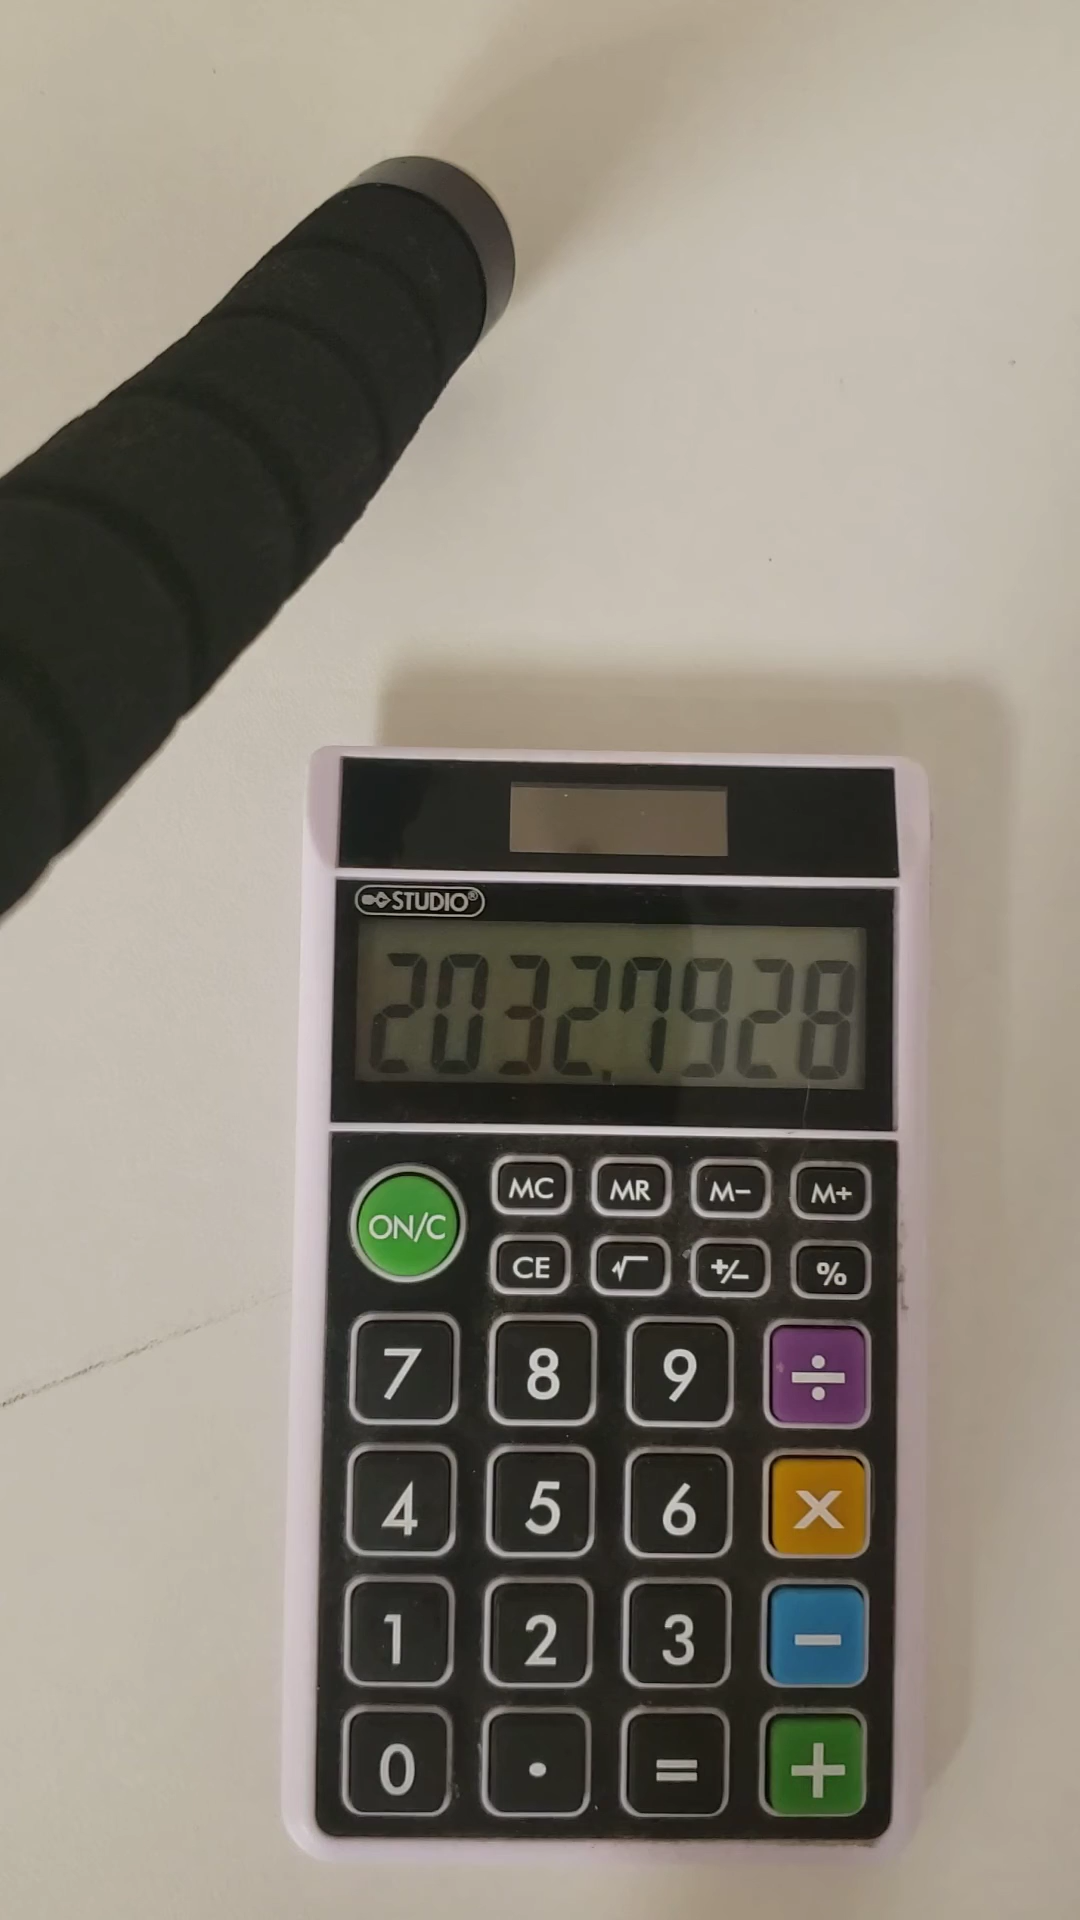 STUDIO®
2032.7928
MC MR M− M+
ON/C
CE √ +/− %
7 8 9 ÷
4 5 6 ×
1 2 3 −
0 . = +